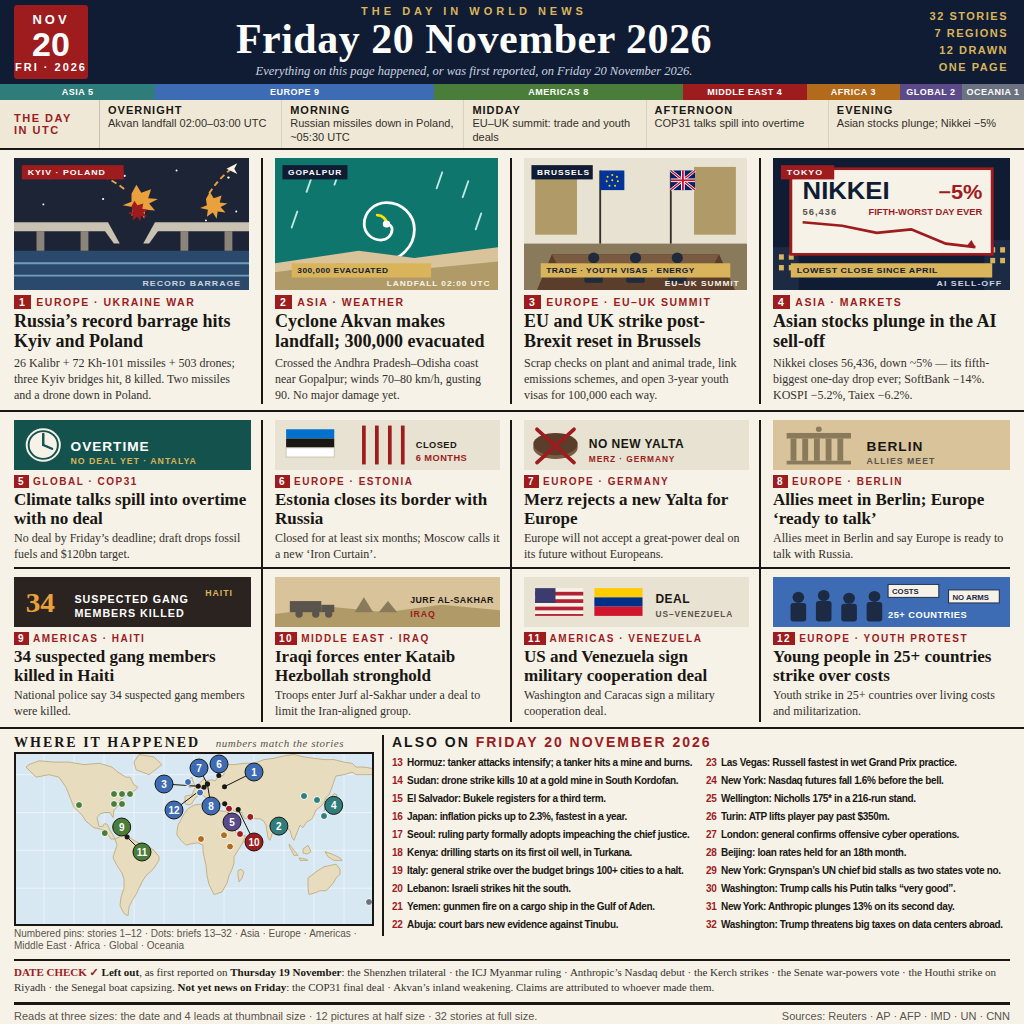 NOV
20
FRI · 2026
THE DAY IN WORLD NEWS
Friday 20 November 2026
Everything on this page happened, or was first reported, on Friday 20 November 2026.
32 STORIES
7 REGIONS
12 DRAWN
ONE PAGE
ASIA 5
EUROPE 9
AMERICAS 8
MIDDLE EAST 4
AFRICA 3
GLOBAL 2
OCEANIA 1
THE DAY
IN UTC
OVERNIGHT
Akvan landfall 02:00–03:00 UTC
MORNING
Russian missiles down in Poland,
~05:30 UTC
MIDDAY
EU–UK summit: trade and youth
deals
AFTERNOON
COP31 talks spill into overtime
EVENING
Asian stocks plunge; Nikkei −5%
KYIV · POLAND
RECORD BARRAGE
1 EUROPE · UKRAINE WAR
Russia’s record barrage hits
Kyiv and Poland
26 Kalibr + 72 Kh-101 missiles + 503 drones;
three Kyiv bridges hit, 8 killed. Two missiles
and a drone down in Poland.
GOPALPUR
300,000 EVACUATED
LANDFALL 02:00 UTC
2 ASIA · WEATHER
Cyclone Akvan makes
landfall; 300,000 evacuated
Crossed the Andhra Pradesh–Odisha coast
near Gopalpur; winds 70–80 km/h, gusting
90. No major damage yet.
BRUSSELS
TRADE · YOUTH VISAS · ENERGY
EU–UK SUMMIT
3 EUROPE · EU–UK SUMMIT
EU and UK strike post-
Brexit reset in Brussels
Scrap checks on plant and animal trade, link
emissions schemes, and open 3-year youth
visas for 100,000 each way.
TOKYO
NIKKEI
−5%
56,436
FIFTH-WORST DAY EVER
LOWEST CLOSE SINCE APRIL
AI SELL-OFF
4 ASIA · MARKETS
Asian stocks plunge in the AI
sell-off
Nikkei closes 56,436, down ~5% — its fifth-
biggest one-day drop ever; SoftBank −14%.
KOSPI −5.2%, Taiex −6.2%.
OVERTIME
NO DEAL YET · ANTALYA
5 GLOBAL · COP31
Climate talks spill into overtime
with no deal
No deal by Friday’s deadline; draft drops fossil
fuels and $120bn target.
CLOSED
6 MONTHS
6 EUROPE · ESTONIA
Estonia closes its border with
Russia
Closed for at least six months; Moscow calls it
a new ‘Iron Curtain’.
NO NEW YALTA
MERZ · GERMANY
7 EUROPE · GERMANY
Merz rejects a new Yalta for
Europe
Europe will not accept a great-power deal on
its future without Europeans.
BERLIN
ALLIES MEET
8 EUROPE · BERLIN
Allies meet in Berlin; Europe
‘ready to talk’
Allies meet in Berlin and say Europe is ready to
talk with Russia.
34
SUSPECTED GANG
MEMBERS KILLED
HAITI
9 AMERICAS · HAITI
34 suspected gang members
killed in Haiti
National police say 34 suspected gang members
were killed.
JURF AL-SAKHAR
IRAQ
10 MIDDLE EAST · IRAQ
Iraqi forces enter Kataib
Hezbollah stronghold
Troops enter Jurf al-Sakhar under a deal to
limit the Iran-aligned group.
DEAL
US–VENEZUELA
11 AMERICAS · VENEZUELA
US and Venezuela sign
military cooperation deal
Washington and Caracas sign a military
cooperation deal.
COSTS
NO ARMS
25+ COUNTRIES
12 EUROPE · YOUTH PROTEST
Young people in 25+ countries
strike over costs
Youth strike in 25+ countries over living costs
and militarization.
WHERE IT HAPPENED
numbers match the stories
7
6
1
3
12
8
5
4
2
10
9
11
Numbered pins: stories 1–12 · Dots: briefs 13–32 · Asia · Europe · Americas ·
Middle East · Africa · Global · Oceania
ALSO ON FRIDAY 20 NOVEMBER 2026
13 Hormuz: tanker attacks intensify; a tanker hits a mine and burns.
14 Sudan: drone strike kills 10 at a gold mine in South Kordofan.
15 El Salvador: Bukele registers for a third term.
16 Japan: inflation picks up to 2.3%, fastest in a year.
17 Seoul: ruling party formally adopts impeaching the chief justice.
18 Kenya: drilling starts on its first oil well, in Turkana.
19 Italy: general strike over the budget brings 100+ cities to a halt.
20 Lebanon: Israeli strikes hit the south.
21 Yemen: gunmen fire on a cargo ship in the Gulf of Aden.
22 Abuja: court bars new evidence against Tinubu.
23 Las Vegas: Russell fastest in wet Grand Prix practice.
24 New York: Nasdaq futures fall 1.6% before the bell.
25 Wellington: Nicholls 175* in a 216-run stand.
26 Turin: ATP lifts player pay past $350m.
27 London: general confirms offensive cyber operations.
28 Beijing: loan rates held for an 18th month.
29 New York: Grynspan’s UN chief bid stalls as two states vote no.
30 Washington: Trump calls his Putin talks “very good”.
31 New York: Anthropic plunges 13% on its second day.
32 Washington: Trump threatens big taxes on data centers abroad.
DATE CHECK ✓ Left out, as first reported on Thursday 19 November: the Shenzhen trilateral · the ICJ Myanmar ruling · Anthropic’s Nasdaq debut · the Kerch strikes · the Senate war-powers vote · the Houthi strike on
Riyadh · the Senegal boat capsizing. Not yet news on Friday: the COP31 final deal · Akvan’s inland weakening. Claims are attributed to whoever made them.
Reads at three sizes: the date and 4 leads at thumbnail size · 12 pictures at half size · 32 stories at full size.
Sources: Reuters · AP · AFP · IMD · UN · CNN